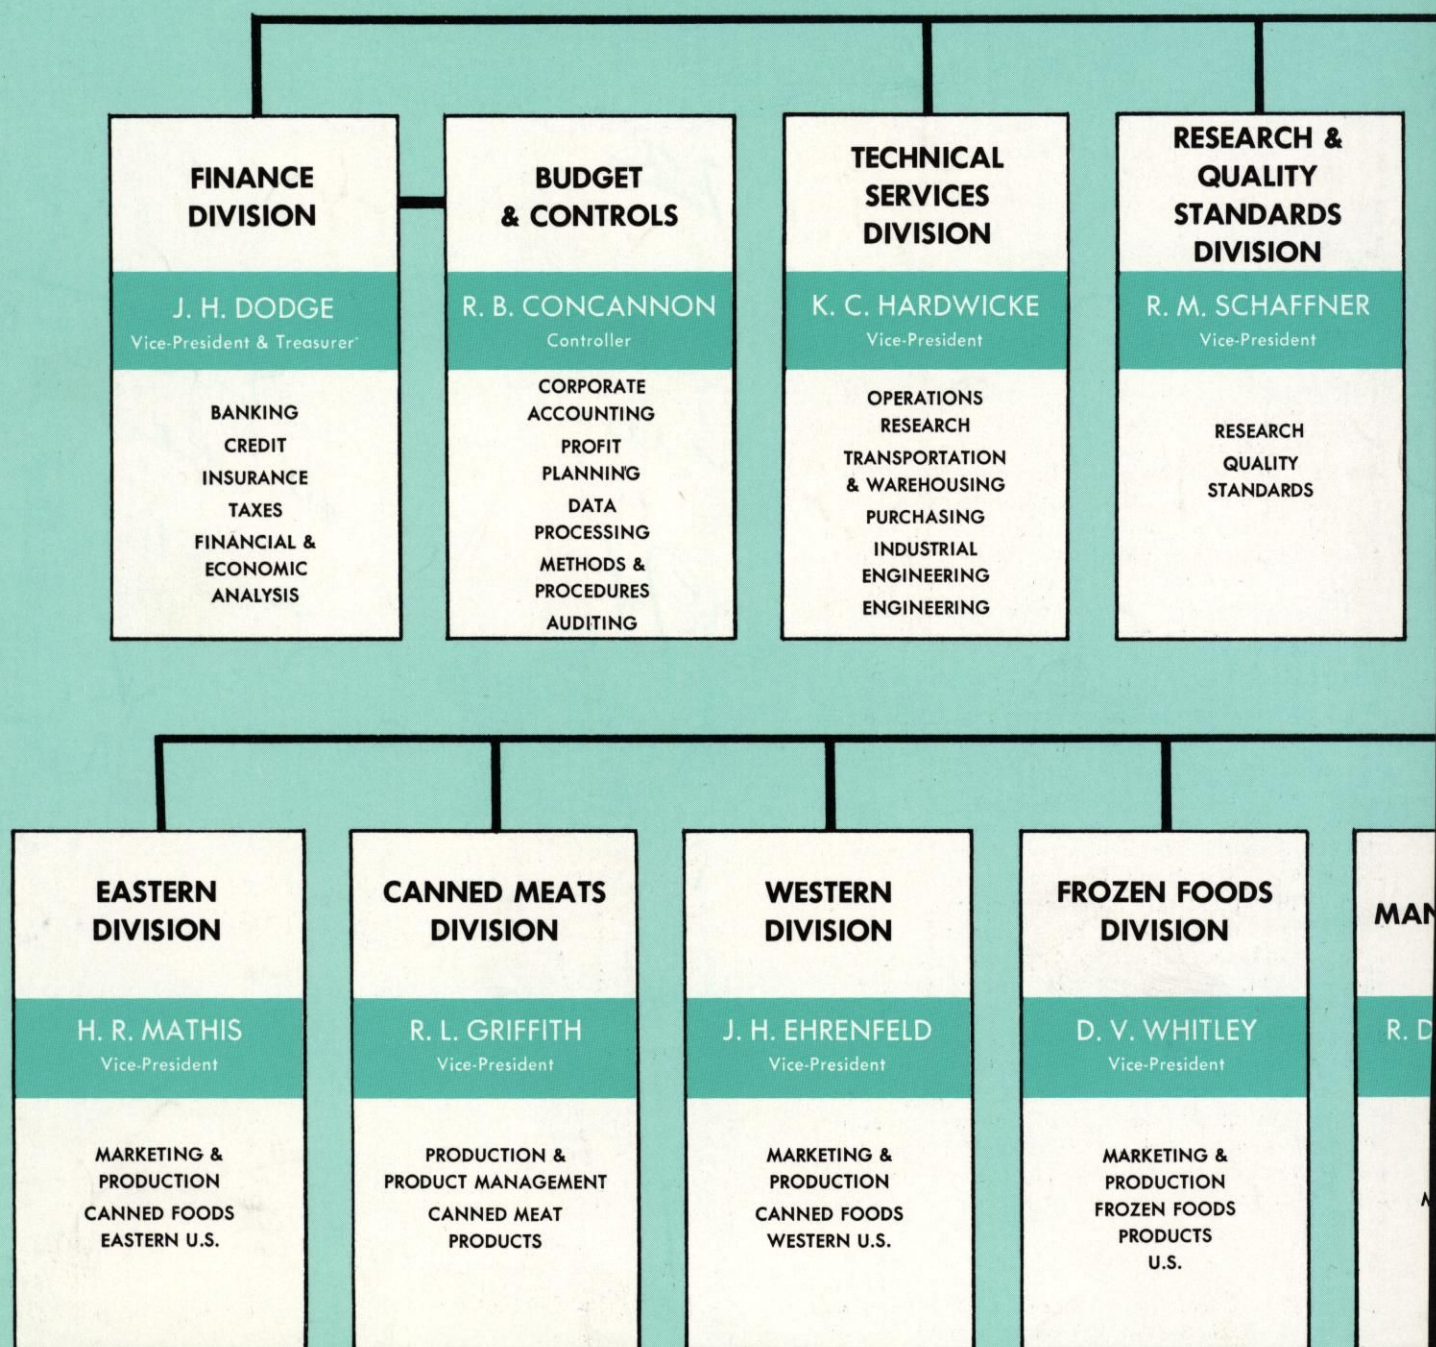 FINANCE
DIVISION
J. H. DODGE
Vice-President & Treasurer
BANKING
CREDIT
INSURANCE
TAXES
FINANCIAL &
ECONOMIC
ANALYSIS
BUDGET
& CONTROLS
R. B. CONCANNON
Controller
CORPORATE
ACCOUNTING
PROFIT
PLANNING
DATA
PROCESSING
METHODS &
PROCEDURES
AUDITING
TECHNICAL
SERVICES
DIVISION
K. C. HARDWICKE
Vice-President
OPERATIONS
RESEARCH
TRANSPORTATION
& WAREHOUSING
PURCHASING
INDUSTRIAL
ENGINEERING
ENGINEERING
RESEARCH &
QUALITY
STANDARDS
DIVISION
R. M. SCHAFFNER
Vice-President
RESEARCH
QUALITY
STANDARDS
EASTERN
DIVISION
H. R. MATHIS
Vice-President
MARKETING &
PRODUCTION
CANNED FOODS
EASTERN U.S.
CANNED MEATS
DIVISION
R. L. GRIFFITH
Vice-President
PRODUCTION &
PRODUCT MANAGEMENT
CANNED MEAT
PRODUCTS
WESTERN
DIVISION
J. H. EHRENFELD
Vice-President
MARKETING &
PRODUCTION
CANNED FOODS
WESTERN U.S.
FROZEN FOODS
DIVISION
D. V. WHITLEY
Vice-President
MARKETING &
PRODUCTION
FROZEN FOODS
PRODUCTS
U.S.
MAN
R. D